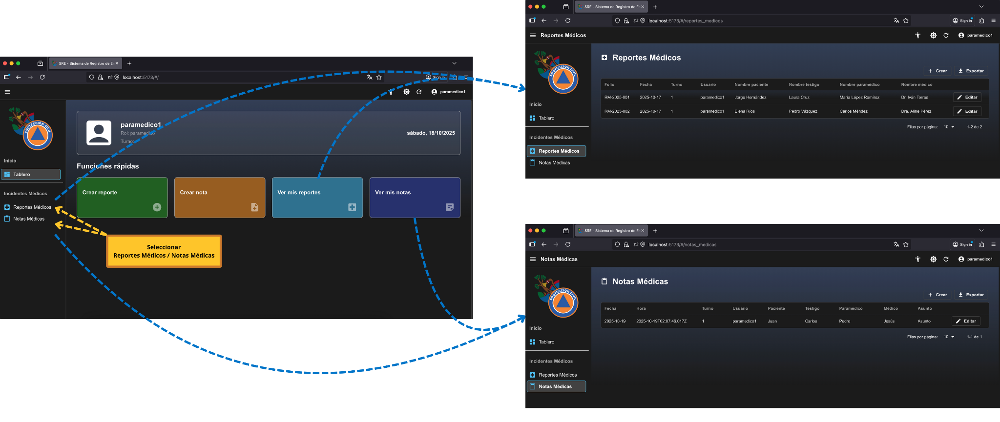 SRE - Sistema de Registro de E
localhost:5173/#/
Sign in
paramedico1
PROTECCIÓN CIVIL
Inicio
Tablero
Incidentes Médicos
Reportes Médicos
Notas Médicas
paramedico1
Rol: paramedico
Turno:
sábado, 18/10/2025
Funciones rápidas
Crear reporte
Crear nota
Ver mis reportes
Ver mis notas
Seleccionar
Reportes Médicos / Notas Médicas
SRE - Sistema de Registro de E
localhost:5173/#/reportes_medicos
Sign in
Reportes Médicos
paramedico1
PROTECCIÓN CIVIL
Inicio
Tablero
Incidentes Médicos
Reportes Médicos
Notas Médicas
Reportes Médicos
Crear Exportar
Folio Fecha Turno Usuario Nombre paciente Nombre testigo Nombre paramédico Nombre médico
RM-2025-001 2025-10-17 1 paramedico1 Jorge Hernández Laura Cruz María López Ramírez Dr. Iván Torres Editar
RM-2025-002 2025-10-17 1 paramedico1 Elena Ríos Pedro Vázquez Carlos Méndez Dra. Aline Pérez Editar
Filas por página: 10 1-2 de 2
SRE - Sistema de Registro de E
localhost:5173/#/notas_medicas
Sign in
Notas Médicas
paramedico1
PROTECCIÓN CIVIL
Inicio
Tablero
Incidentes Médicos
Reportes Médicos
Notas Médicas
Notas Médicas
Crear Exportar
Fecha Hora Turno Usuario Paciente Testigo Paramédico Médico Asunto
2025-10-19 2025-10-19T02:07:46.017Z 1 paramedico1 Juan Carlos Pedro Jesús Asunto Editar
Filas por página: 10 1-1 de 1